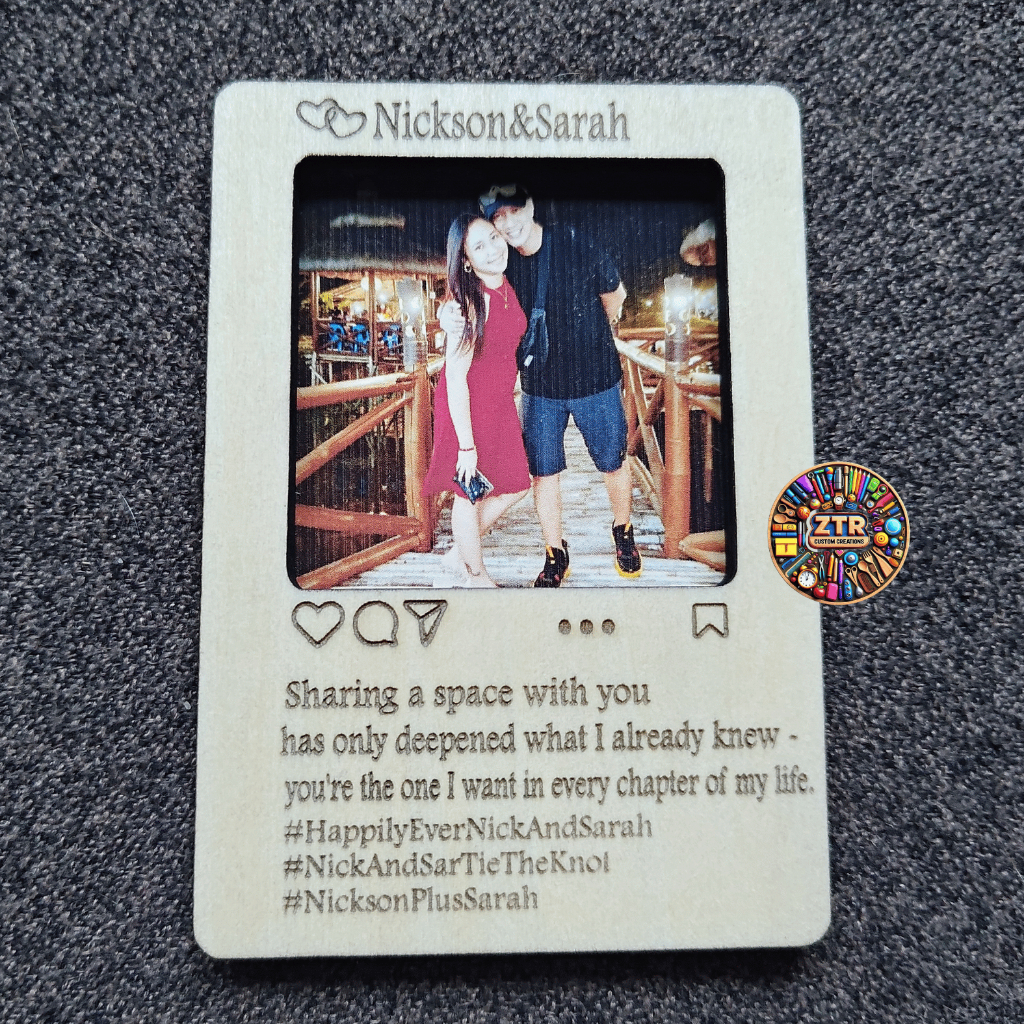 Nickson&Sarah
ZTR
CUSTOM CREATIONS
Sharing a space with you
has only deepened what I already knew -
you're the one I want in every chapter of my life.
#HappilyEverNickAndSarah
#NickAndSarTieTheKnot
#NicksonPlusSarah